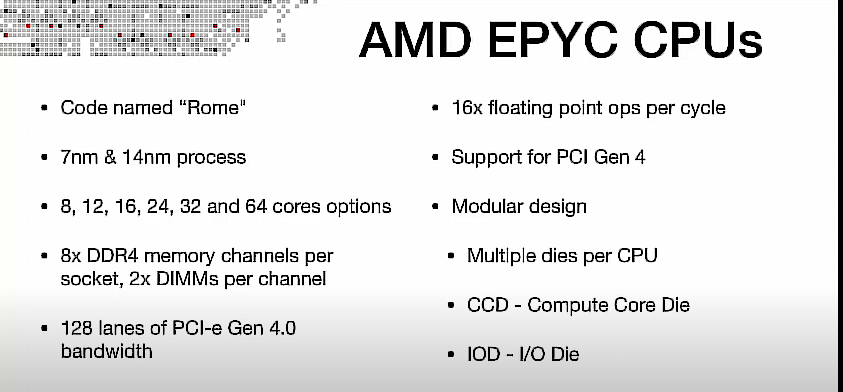 AMD EPYC CPUs
Code named "Rome"
7nm & 14nm process
8, 12, 16, 24, 32 and 64 cores options
8x DDR4 memory channels per
socket, 2x DIMMs per channel
128 lanes of PCI-e Gen 4.0
bandwidth
16x floating point ops per cycle
Support for PCI Gen 4
Modular design
Multiple dies per CPU
CCD - Compute Core Die
IOD - I/O Die